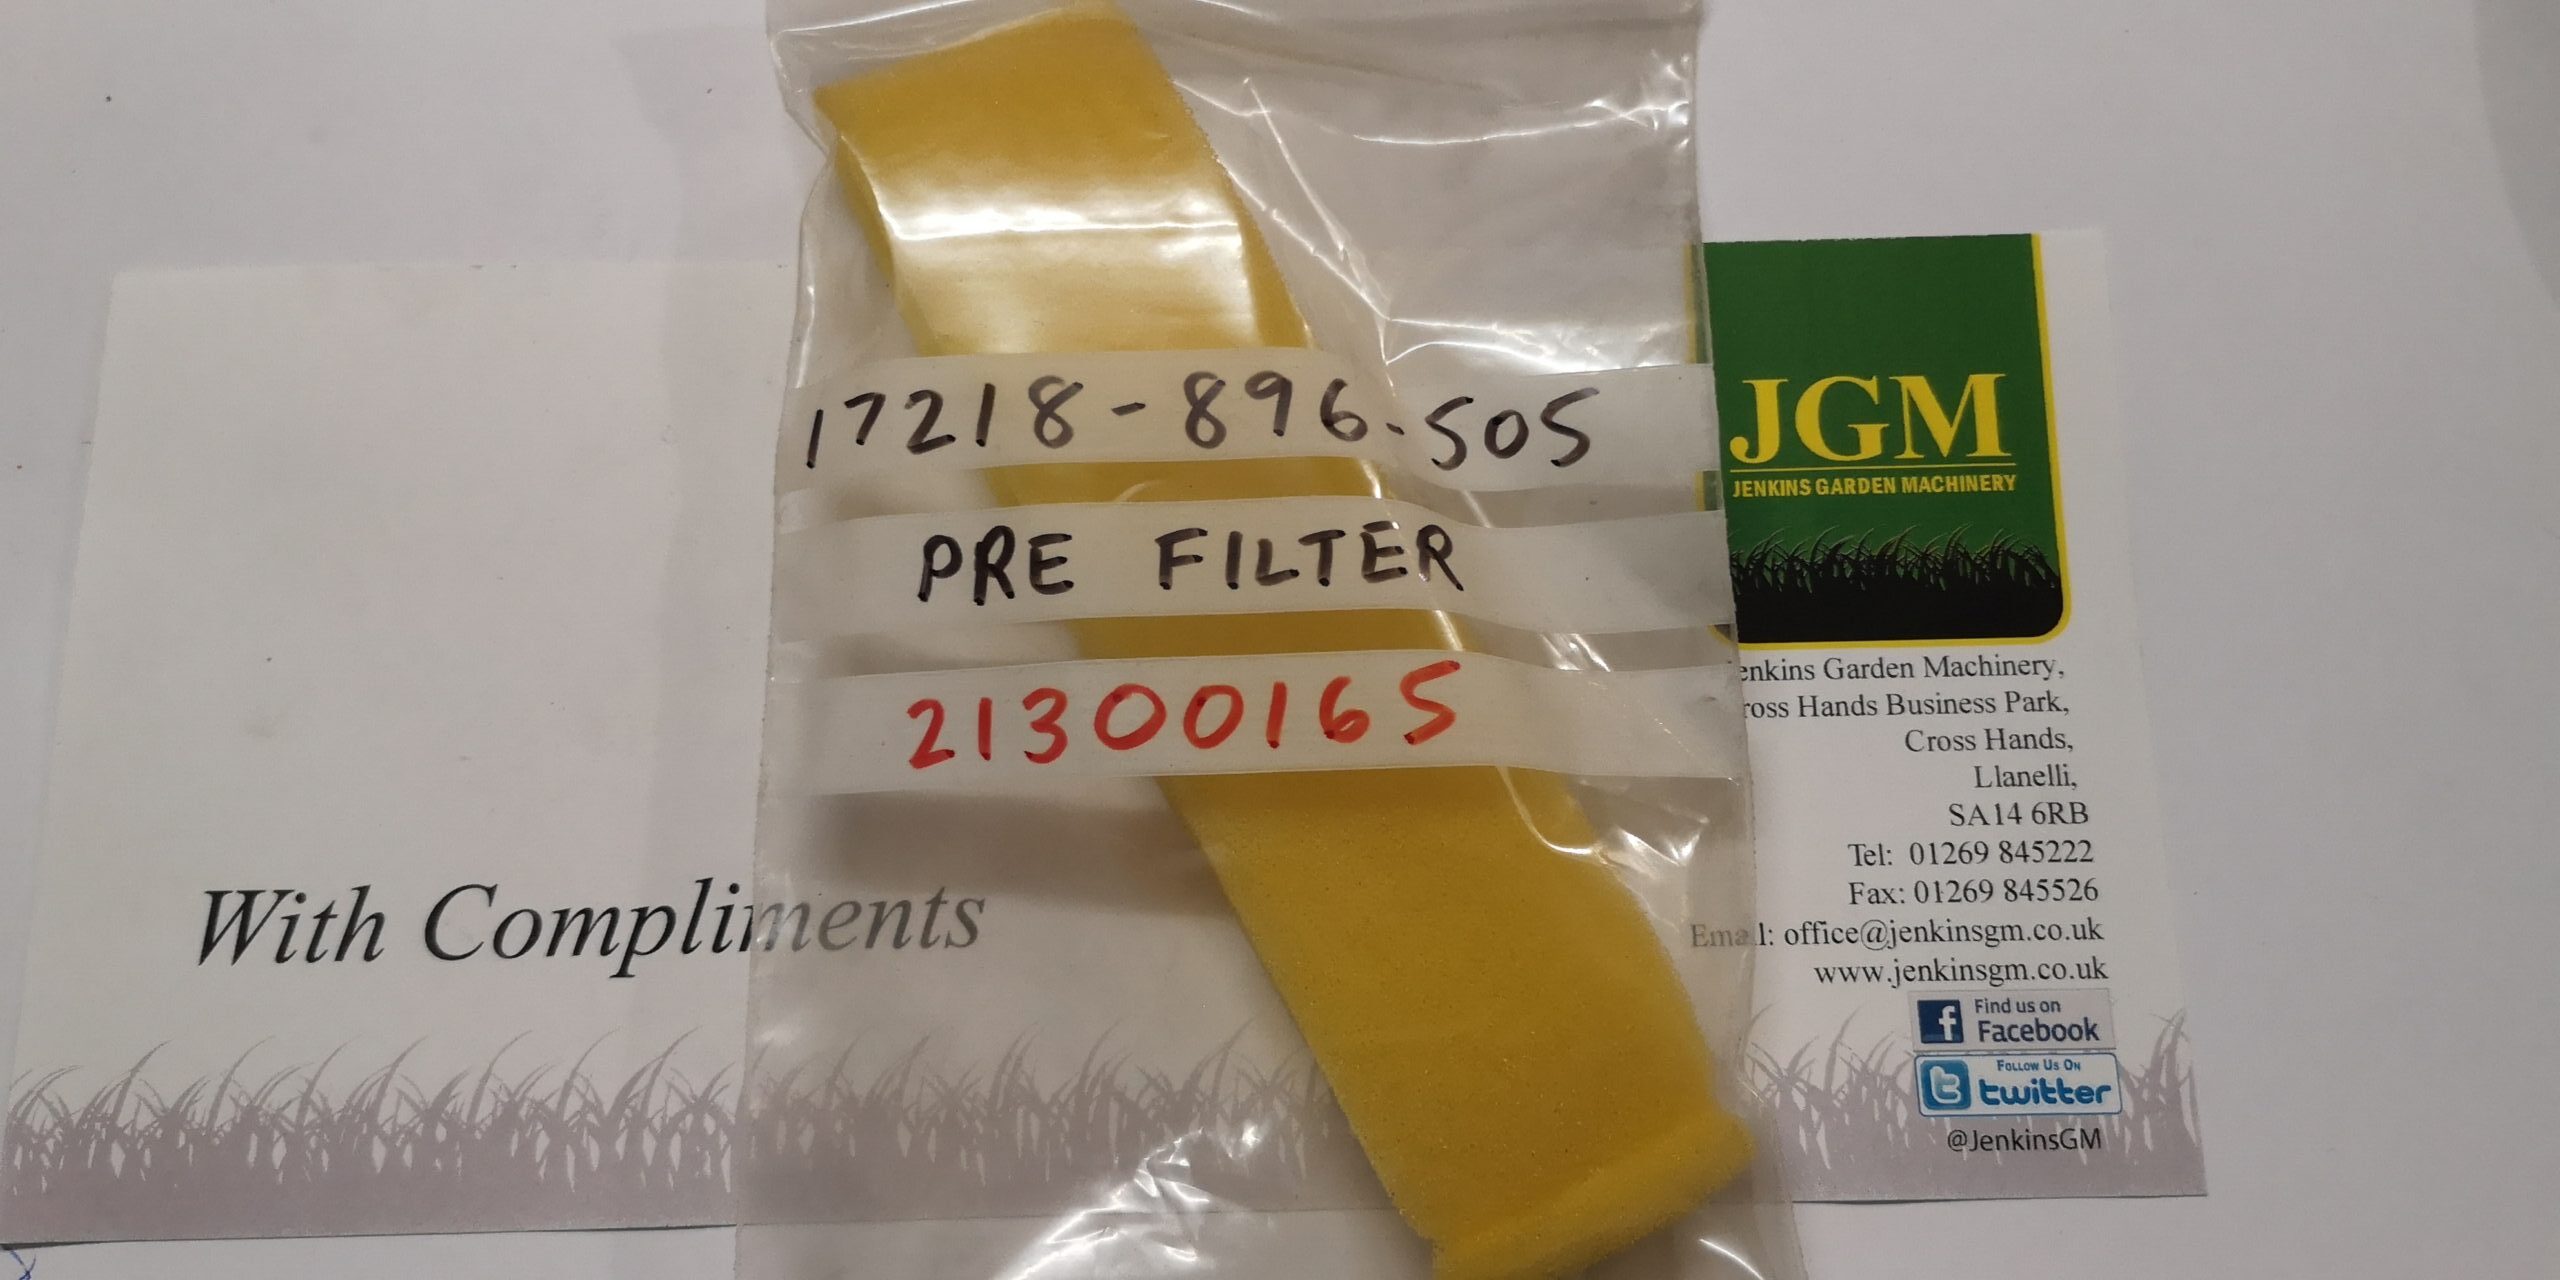 17218-896-505
PRE FILTER
21300165
With Compliments
JGM
JENKINS GARDEN MACHINERY
enkins Garden Machinery,
ross Hands Business Park,
Cross Hands,
Llanelli,
SA14 6RB
Tel: 01269 845222
Fax: 01269 845526
Email: office@jenkinsgm.co.uk
www.jenkinsgm.co.uk
f Find us on
Facebook
FOLLOW US ON
t twitter
@JenkinsGM